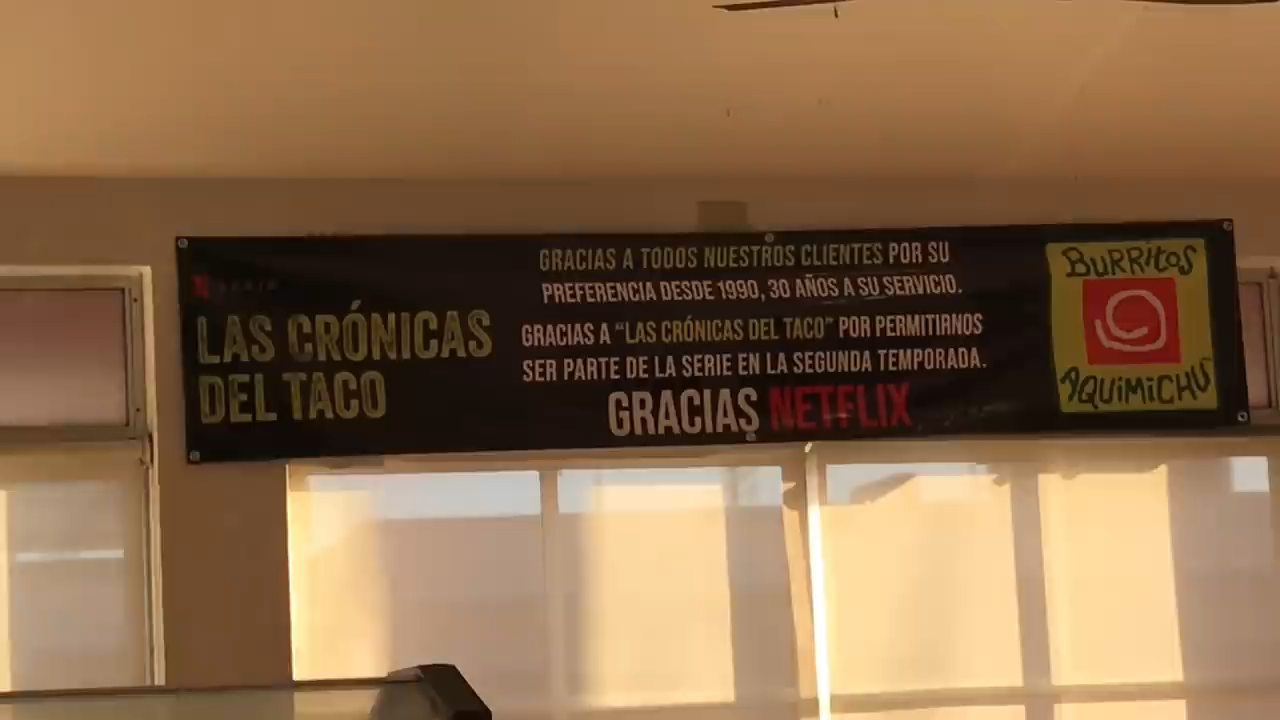 LAS CRÓNICAS
DEL TACO
GRACIAS A TODOS NUESTROS CLIENTES POR SU
PREFERENCIA DESDE 1990, 30 AÑOS A SU SERVICIO.
GRACIAS A “LAS CRÓNICAS DEL TACO” POR PERMITIRNOS
SER PARTE DE LA SERIE EN LA SEGUNDA TEMPORADA.
GRACIAS NETFLIX
BURRitoS
AQUiMiCHU